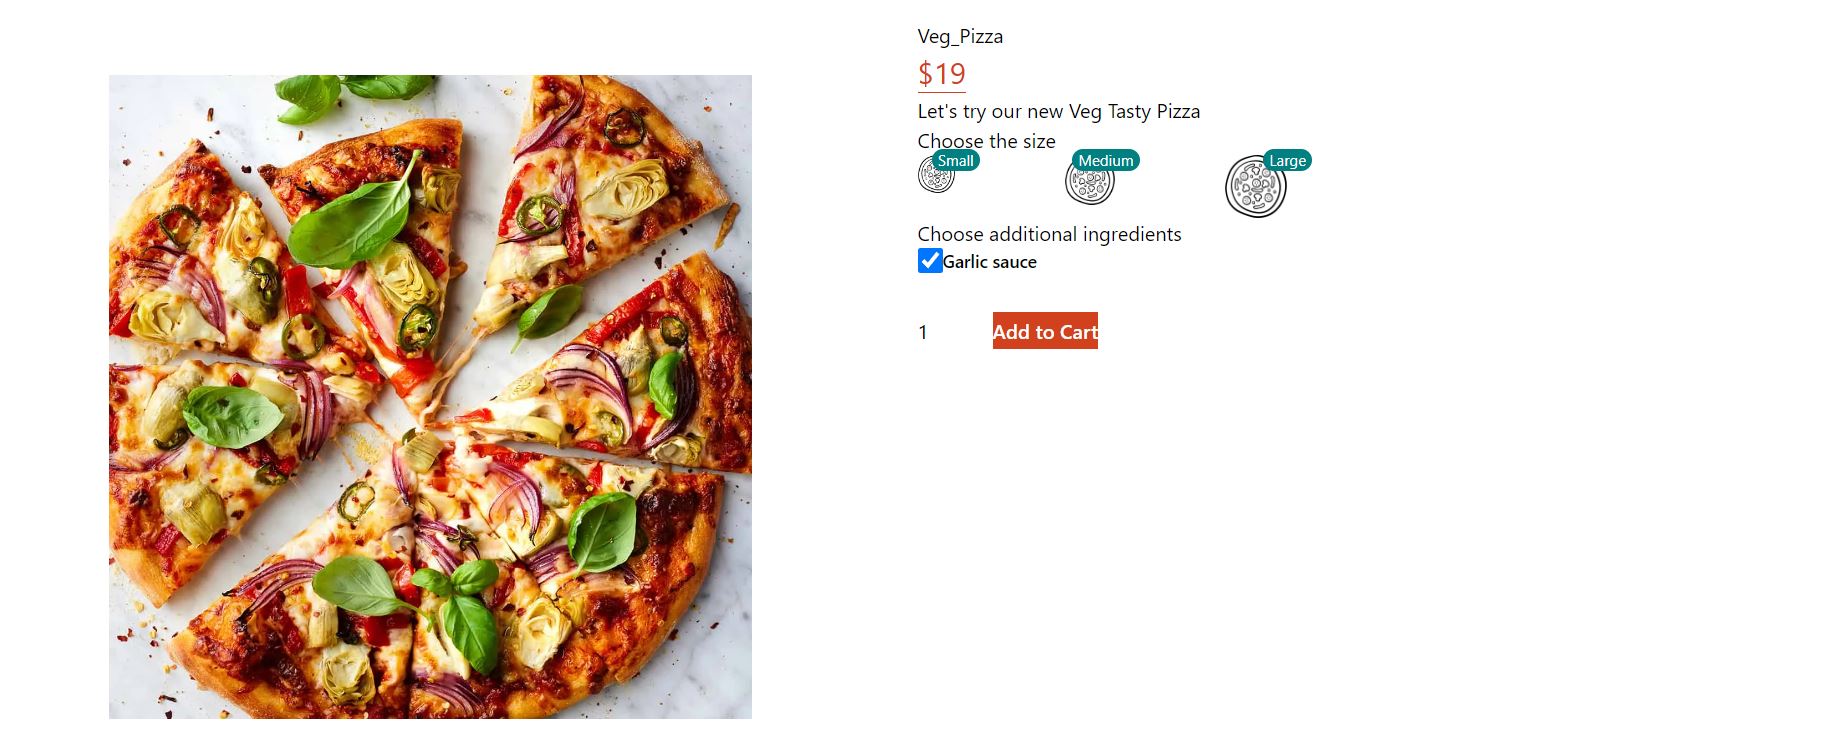 Veg_Pizza
$19
Let's try our new Veg Tasty Pizza
Choose the size
Small Medium Large
Choose additional ingredients
Garlic sauce
1 Add to Cart